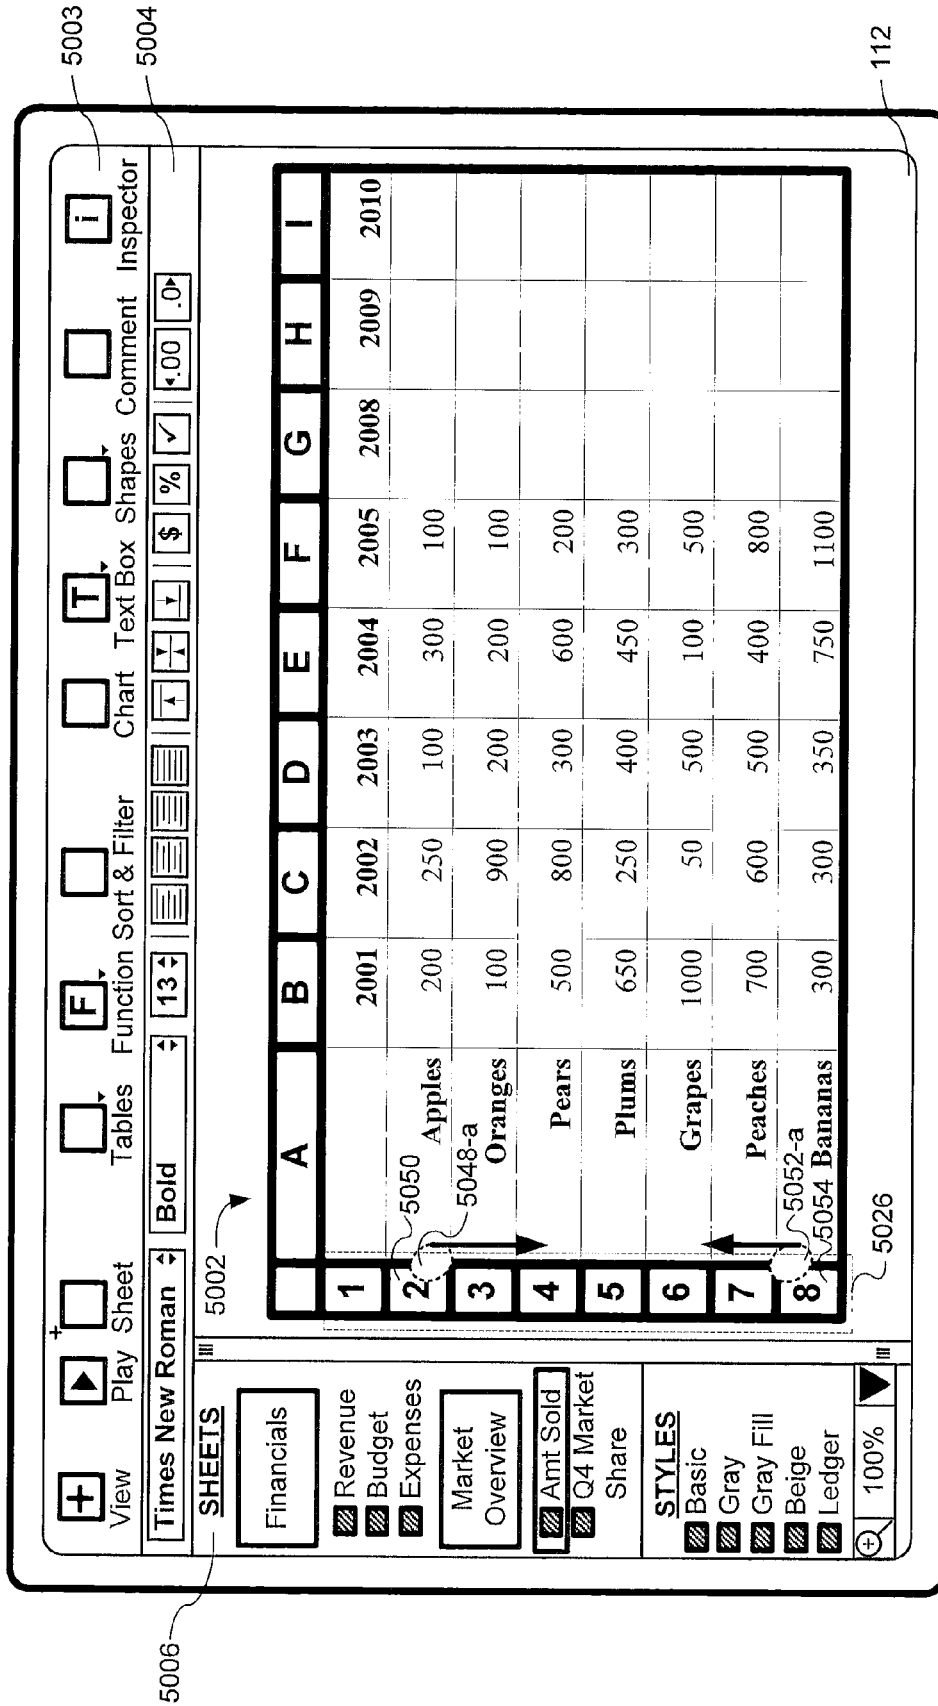 5003
5004
View Play Sheet Tables Function Sort & Filter Chart Text Box Shapes Comment Inspector
+ F T i
Times New Roman Bold 13 $ % ✓ .00 .0
5006
SHEETS
Financials
Revenue
Budget
Expenses
Market
Overview
Amt Sold
Q4 Market
Share
STYLES
Basic
Gray
Gray Fill
Beige
Ledger
100%
5002
A B C D E F G H I
1 2001 2002 2003 2004 2005 2008 2009 2010
2 Apples 200 250 100 300 100
3 Oranges 100 900 200 200 100
4 Pears 500 800 300 600 200
5 Plums 650 250 400 450 300
6 Grapes 1000 50 500 100 500
7 Peaches 700 600 500 400 800
8 Bananas 300 300 350 750 1100
5050
5048-a
5052-a
5054
5026
112